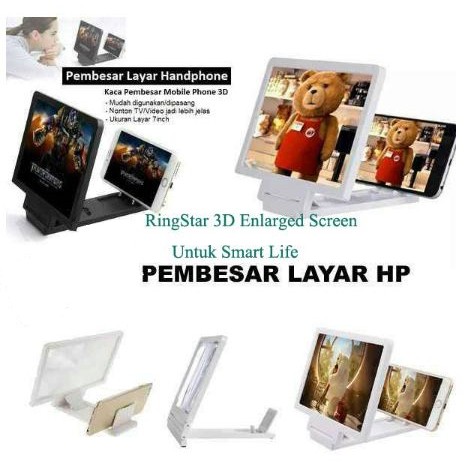 Pembesar Layar Handphone
Kaca Pembesar Mobile Phone 3D
- Mudah digunakan/dipasang
- Nonton TV/Video jadi lebih jelas
- Ukuran Layar 7inch
RingStar 3D Enlarged Screen
Untuk Smart Life
PEMBESAR LAYAR HP